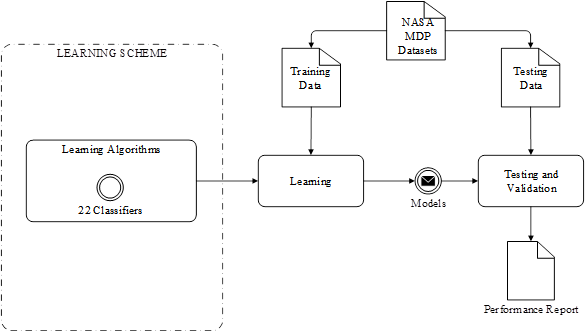 NASA
MDP
Datasets
LEARNING SCHEME
Training
Data
Testing
Data
Learning Algorithms
22 Classifiers
Learning
Models
Testing and
Validation
Performance Report